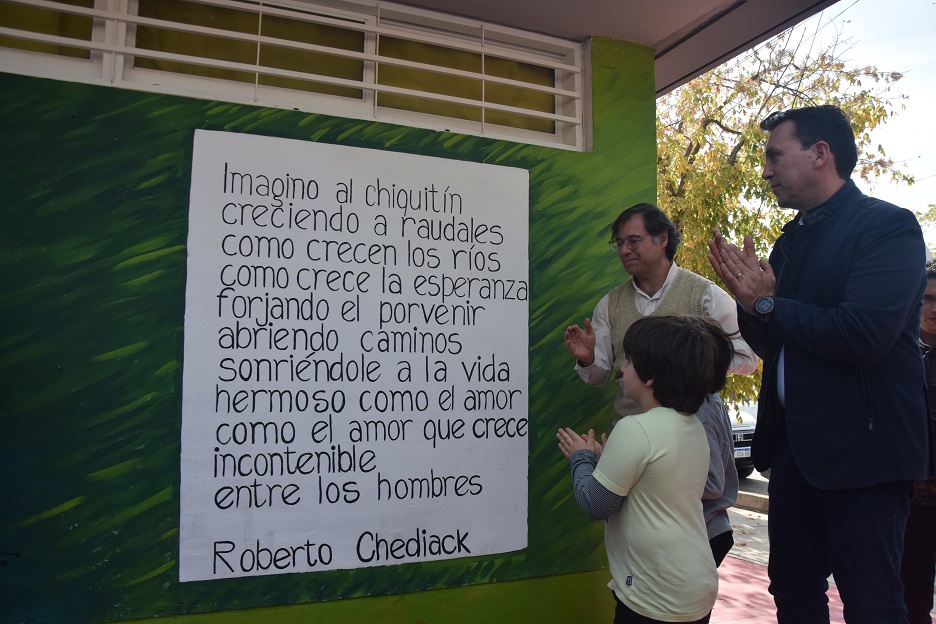 Imagino al chiquitín
creciendo a raudales
como crecen los ríos
como crece la esperanza
forjando el porvenir
abriendo caminos
sonriéndole a la vida
hermoso como el amor
como el amor que crece
incontenible
entre los hombres
Roberto Chediack